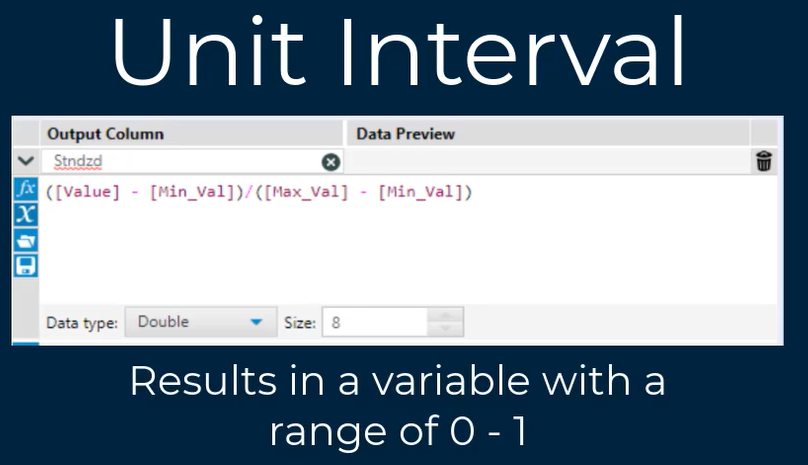 Unit Interval
Output Column Data Preview
Stndzd
fx ([Value] - [Min_Val])/([Max_Val] - [Min_Val])
X
Data type: Double Size: 8
Results in a variable with a
range of 0 - 1